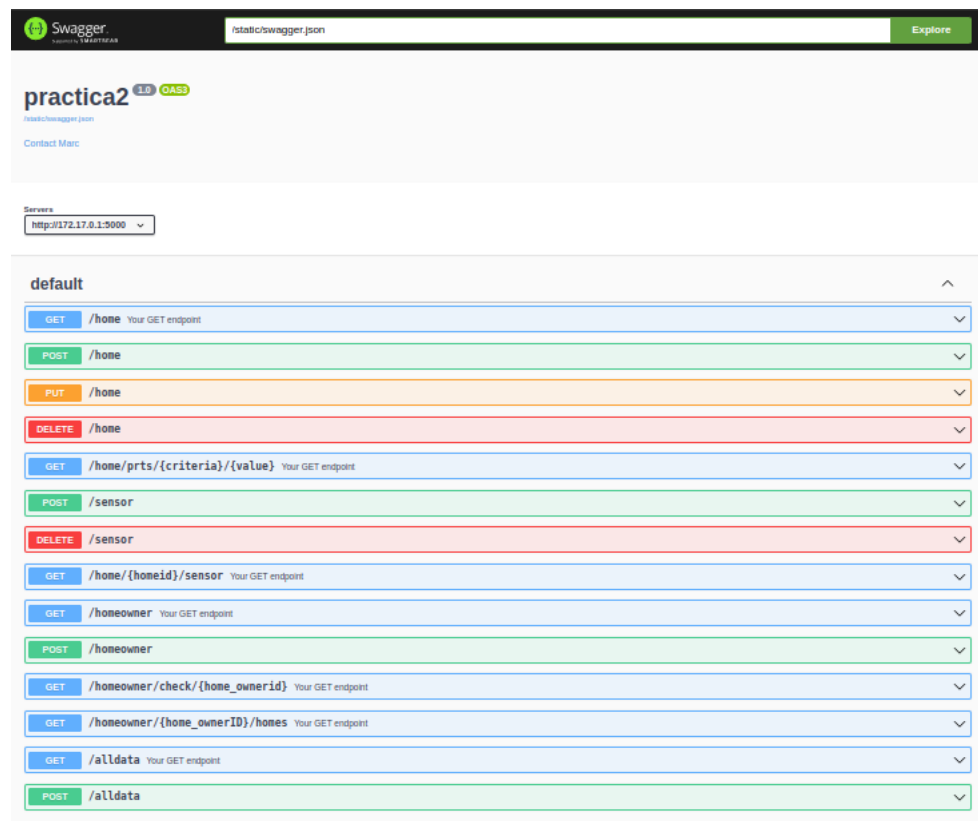 Swagger.
Supported by SMARTBEAR
/static/swagger.json
Explore
practica2 1.0 OAS3
/static/swagger.json
Contact Marc
Servers
http://172.17.0.1:5000
default
GET /home Your GET endpoint
POST /home
PUT /home
DELETE /home
GET /home/prts/{criteria}/{value} Your GET endpoint
POST /sensor
DELETE /sensor
GET /home/{homeid}/sensor Your GET endpoint
GET /homeowner Your GET endpoint
POST /homeowner
GET /homeowner/check/{home_ownerid} Your GET endpoint
GET /homeowner/{home_ownerID}/homes Your GET endpoint
GET /alldata Your GET endpoint
POST /alldata